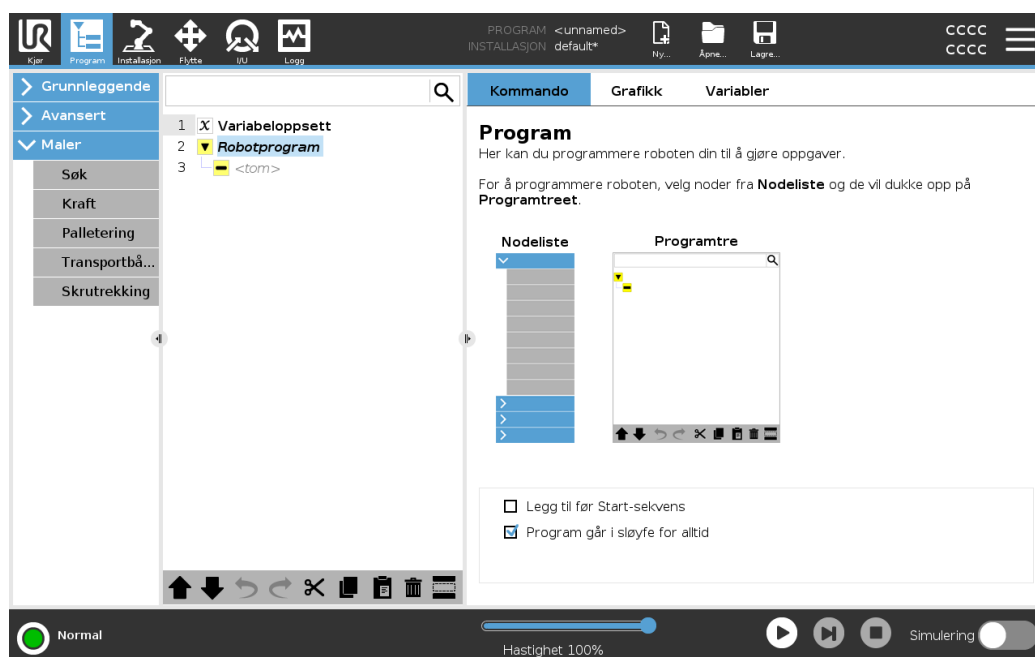 UR
Kjør
Program
Installasjon
Flytte
I/U
Logg
PROGRAM <unnamed>
INSTALLASJON default*
Ny...
Åpne...
Lagre...
CCCC
CCCC
Grunnleggende
Avansert
Maler
Søk
Kraft
Palletering
Transportbå...
Skrutrekking
1 X Variabeloppsett
2 Robotprogram
3 <tom>
Kommando
Grafikk
Variabler
Program
Her kan du programmere roboten din til å gjøre oppgaver.
For å programmere roboten, velg noder fra Nodeliste og de vil dukke opp på
Programtreet.
Nodeliste
Programtre
Legg til før Start-sekvens
Program går i sløyfe for alltid
Normal
Hastighet 100%
Simulering